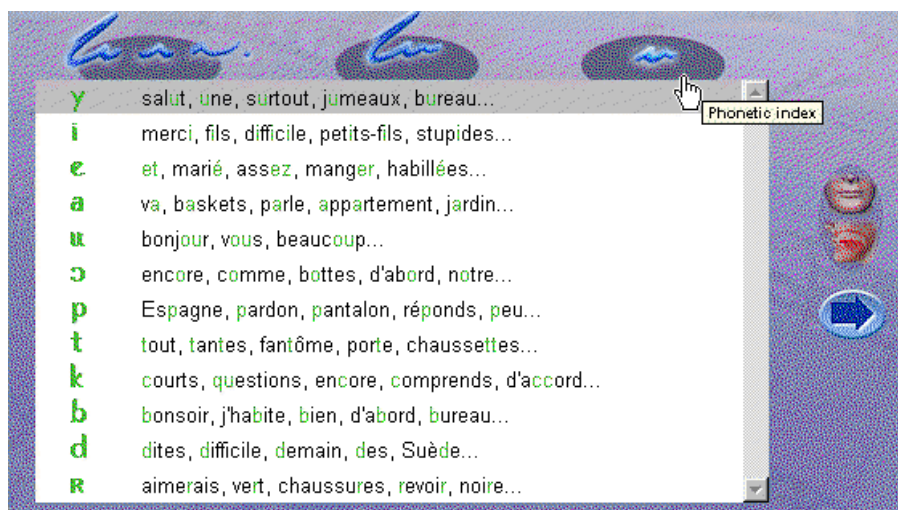 y salut, une, surtout, jumeaux, bureau...
Phonetic index
i merci, fils, difficile, petits-fils, stupides...
e et, marié, assez, manger, habillées...
a va, baskets, parle, appartement, jardin...
u bonjour, vous, beaucoup...
ɔ encore, comme, bottes, d'abord, notre...
p Espagne, pardon, pantalon, réponds, peu...
t tout, tantes, fantôme, porte, chaussettes...
k courts, questions, encore, comprends, d'accord...
b bonsoir, j'habite, bien, d'abord, bureau...
d dites, difficile, demain, des, Suède...
R aimerais, vert, chaussures, revoir, noire...